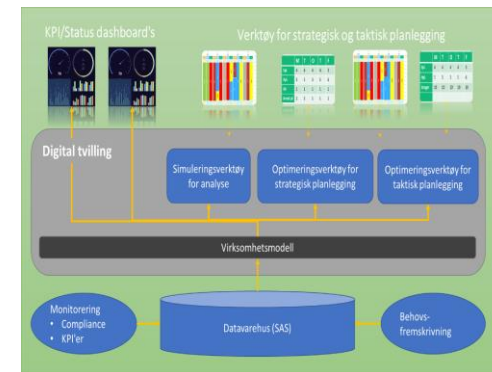 KPI/Status dashboard's
Verktøy for strategisk og taktisk planlegging
M T O T F
M T O T F
Digital tvilling
Simuleringsverktøy
for analyse
Optimeringsverktøy for
strategisk planlegging
Optimeringsverktøy for
taktisk planlegging
Virksomhetsmodell
Monitorering
• Compliance
• KPI'er
Datavarehus (SAS)
Behovs-
fremskrivning